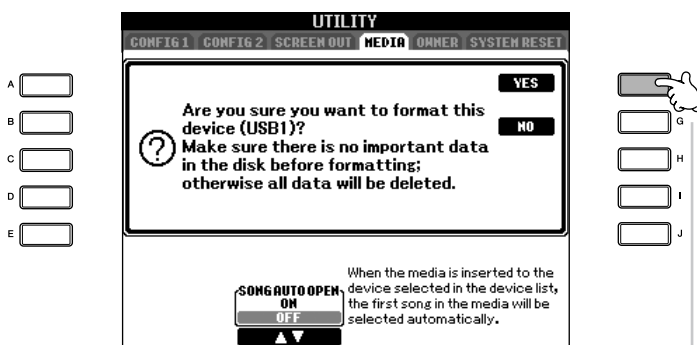 UTILITY
CONFIG 1 CONFIG 2 SCREEN OUT MEDIA OWNER SYSTEM RESET
YES
NO
Are you sure you want to format this
device (USB1)?
Make sure there is no important data
in the disk before formatting;
otherwise all data will be deleted.
A
B
C
D
E
G
H
I
J
SONG AUTO OPEN
ON
OFF
When the media is inserted to the
device selected in the device list,
the first song in the media will be
selected automatically.